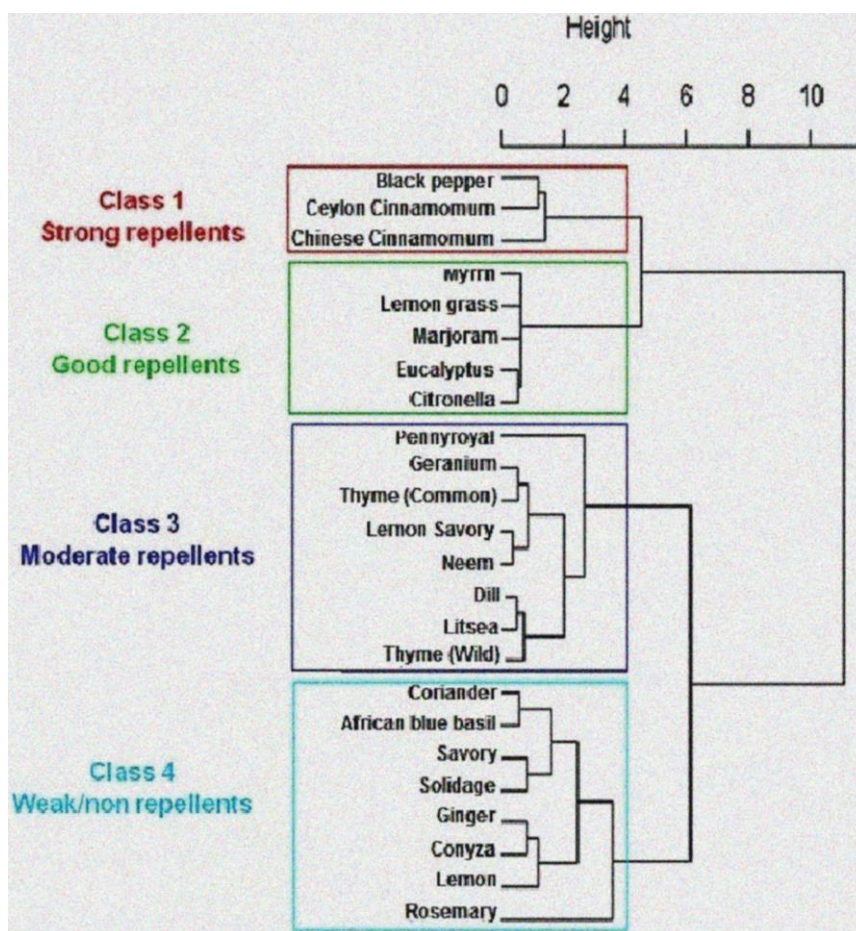 Height
0 2 4 6 8 10
Class 1
Strong repellents
Black pepper
Ceylon Cinnamomum
Chinese Cinnamomum
Class 2
Good repellents
Myrrh
Lemon grass
Marjoram
Eucalyptus
Citronella
Class 3
Moderate repellents
Pennyroyal
Geranium
Thyme (Common)
Lemon Savory
Neem
Dill
Litsea
Thyme (Wild)
Class 4
Weak/non repellents
Coriander
African blue basil
Savory
Solidage
Ginger
Conyza
Lemon
Rosemary